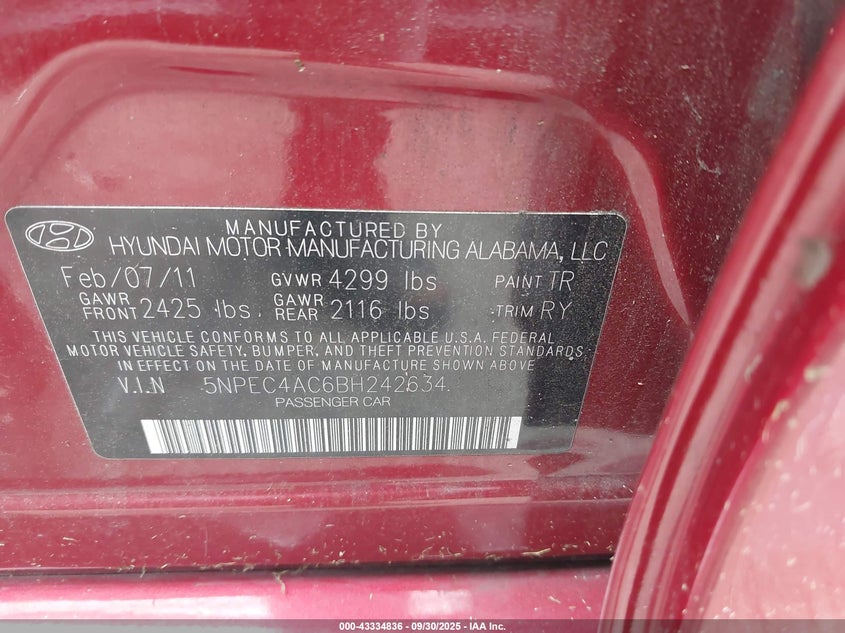 MANUFACTURED BY
HYUNDAI MOTOR MANUFACTURING ALABAMA, LLC
Feb/07/11 GVWR 4299 lbs PAINT TR
GAWR FRONT 2425 lbs GAWR REAR 2116 lbs TRIM RY
THIS VEHICLE CONFORMS TO ALL APPLICABLE U.S.A. FEDERAL
MOTOR VEHICLE SAFETY, BUMPER, AND THEFT PREVENTION STANDARDS
IN EFFECT ON THE DATE OF MANUFACTURE SHOWN ABOVE
V.I.N 5NPEC4AC6BH242634
PASSENGER CAR
000-43334836 - 09/30/2025 - IAA Inc.